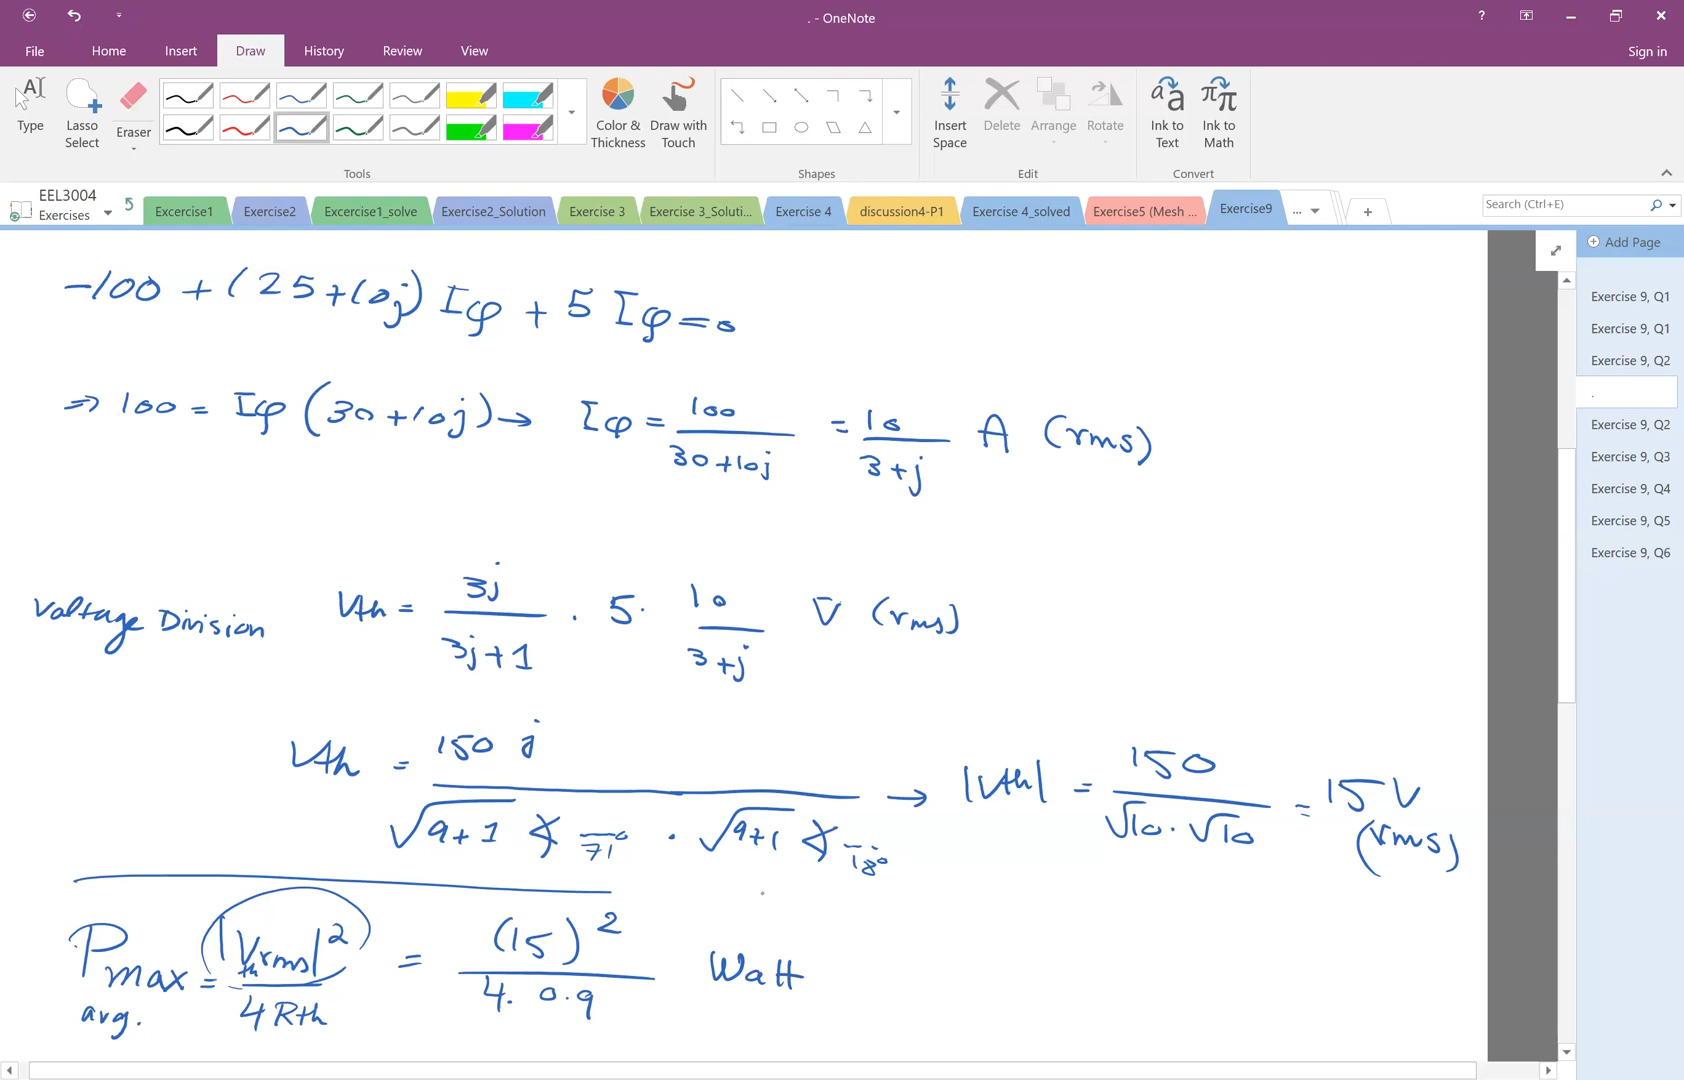 . - OneNote
?
File Home Insert Draw History Review View Sign in
Type
Lasso Select
Eraser
Color & Thickness
Draw with Touch
Insert Space
Delete
Arrange
Rotate
Ink to Text
Ink to Math
Tools Shapes Edit Convert
EEL3004 Exercises
Excercise1 Exercise2 Excercise1_solve Exercise2_Solution Exercise 3 Exercise 3_Soluti... Exercise 4 discussion4-P1 Exercise 4_solved Exercise5 (Mesh ... Exercise9 ...
Search (Ctrl+E)
Add Page
Exercise 9, Q1
Exercise 9, Q1
Exercise 9, Q2
.
Exercise 9, Q2
Exercise 9, Q3
Exercise 9, Q4
Exercise 9, Q5
Exercise 9, Q6
-100 + (25+10j) Iφ + 5 Iφ = 0
⇒ 100 = Iφ (30+10j) → Iφ = 100 / 30+10j = 10 / 3+j A (rms)
Voltage Division Vth = 3j / 3j+1 . 5 . 10 / 3+j V (rms)
Vth = 150 j / √9+1 ∡71° . √9+1 ∡18° → |Vth| = 150 / √10 . √10 = 15 V (rms)
Pmax avg. = |Vth rms|² / 4 Rth = (15)² / 4. 0.9 Watt